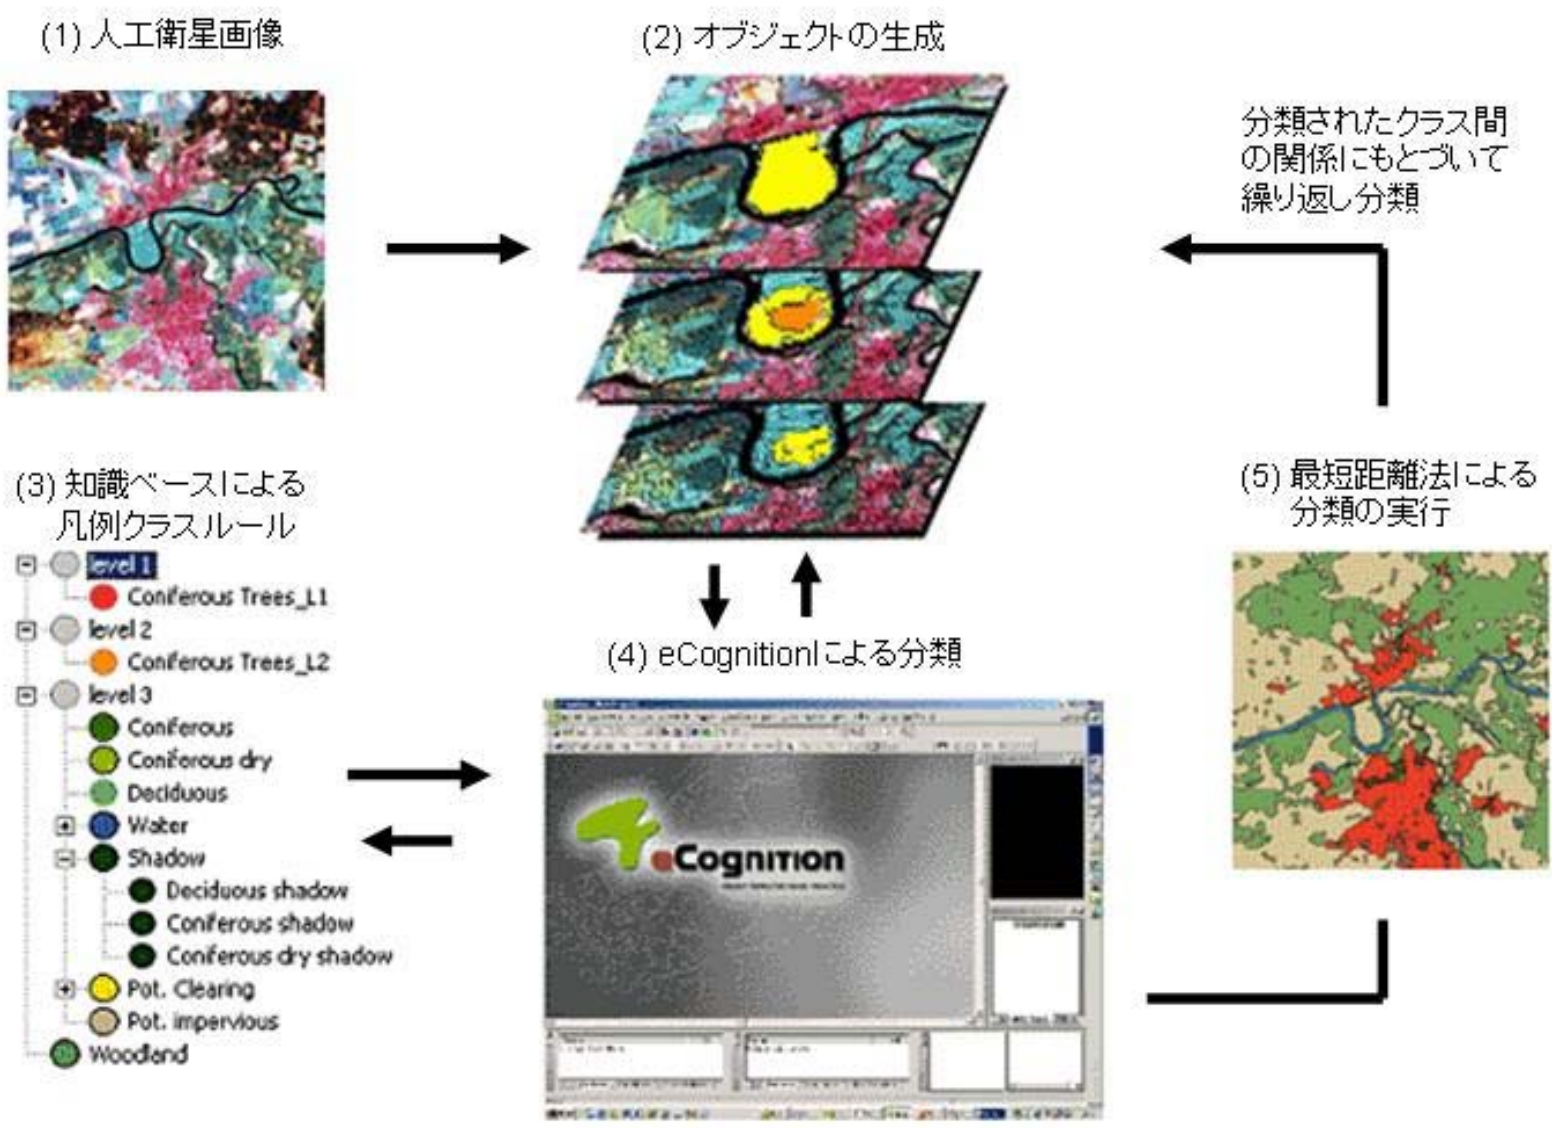 (1) 人工衛星画像
(2) オブジェクトの生成
分類されたクラス間
の関係にもとづいて
繰り返し分類
(3) 知識ベースによる
凡例クラスルール
level 1
Coniferous Trees_L1
level 2
Coniferous Trees_L2
level 3
Coniferous
Coniferous dry
Deciduous
Water
Shadow
Deciduous shadow
Coniferous shadow
Coniferous dry shadow
Pot. Clearing
Pot. impervious
Woodland
(4) eCognitionによる分類
eCognition
(5) 最短距離法による
分類の実行